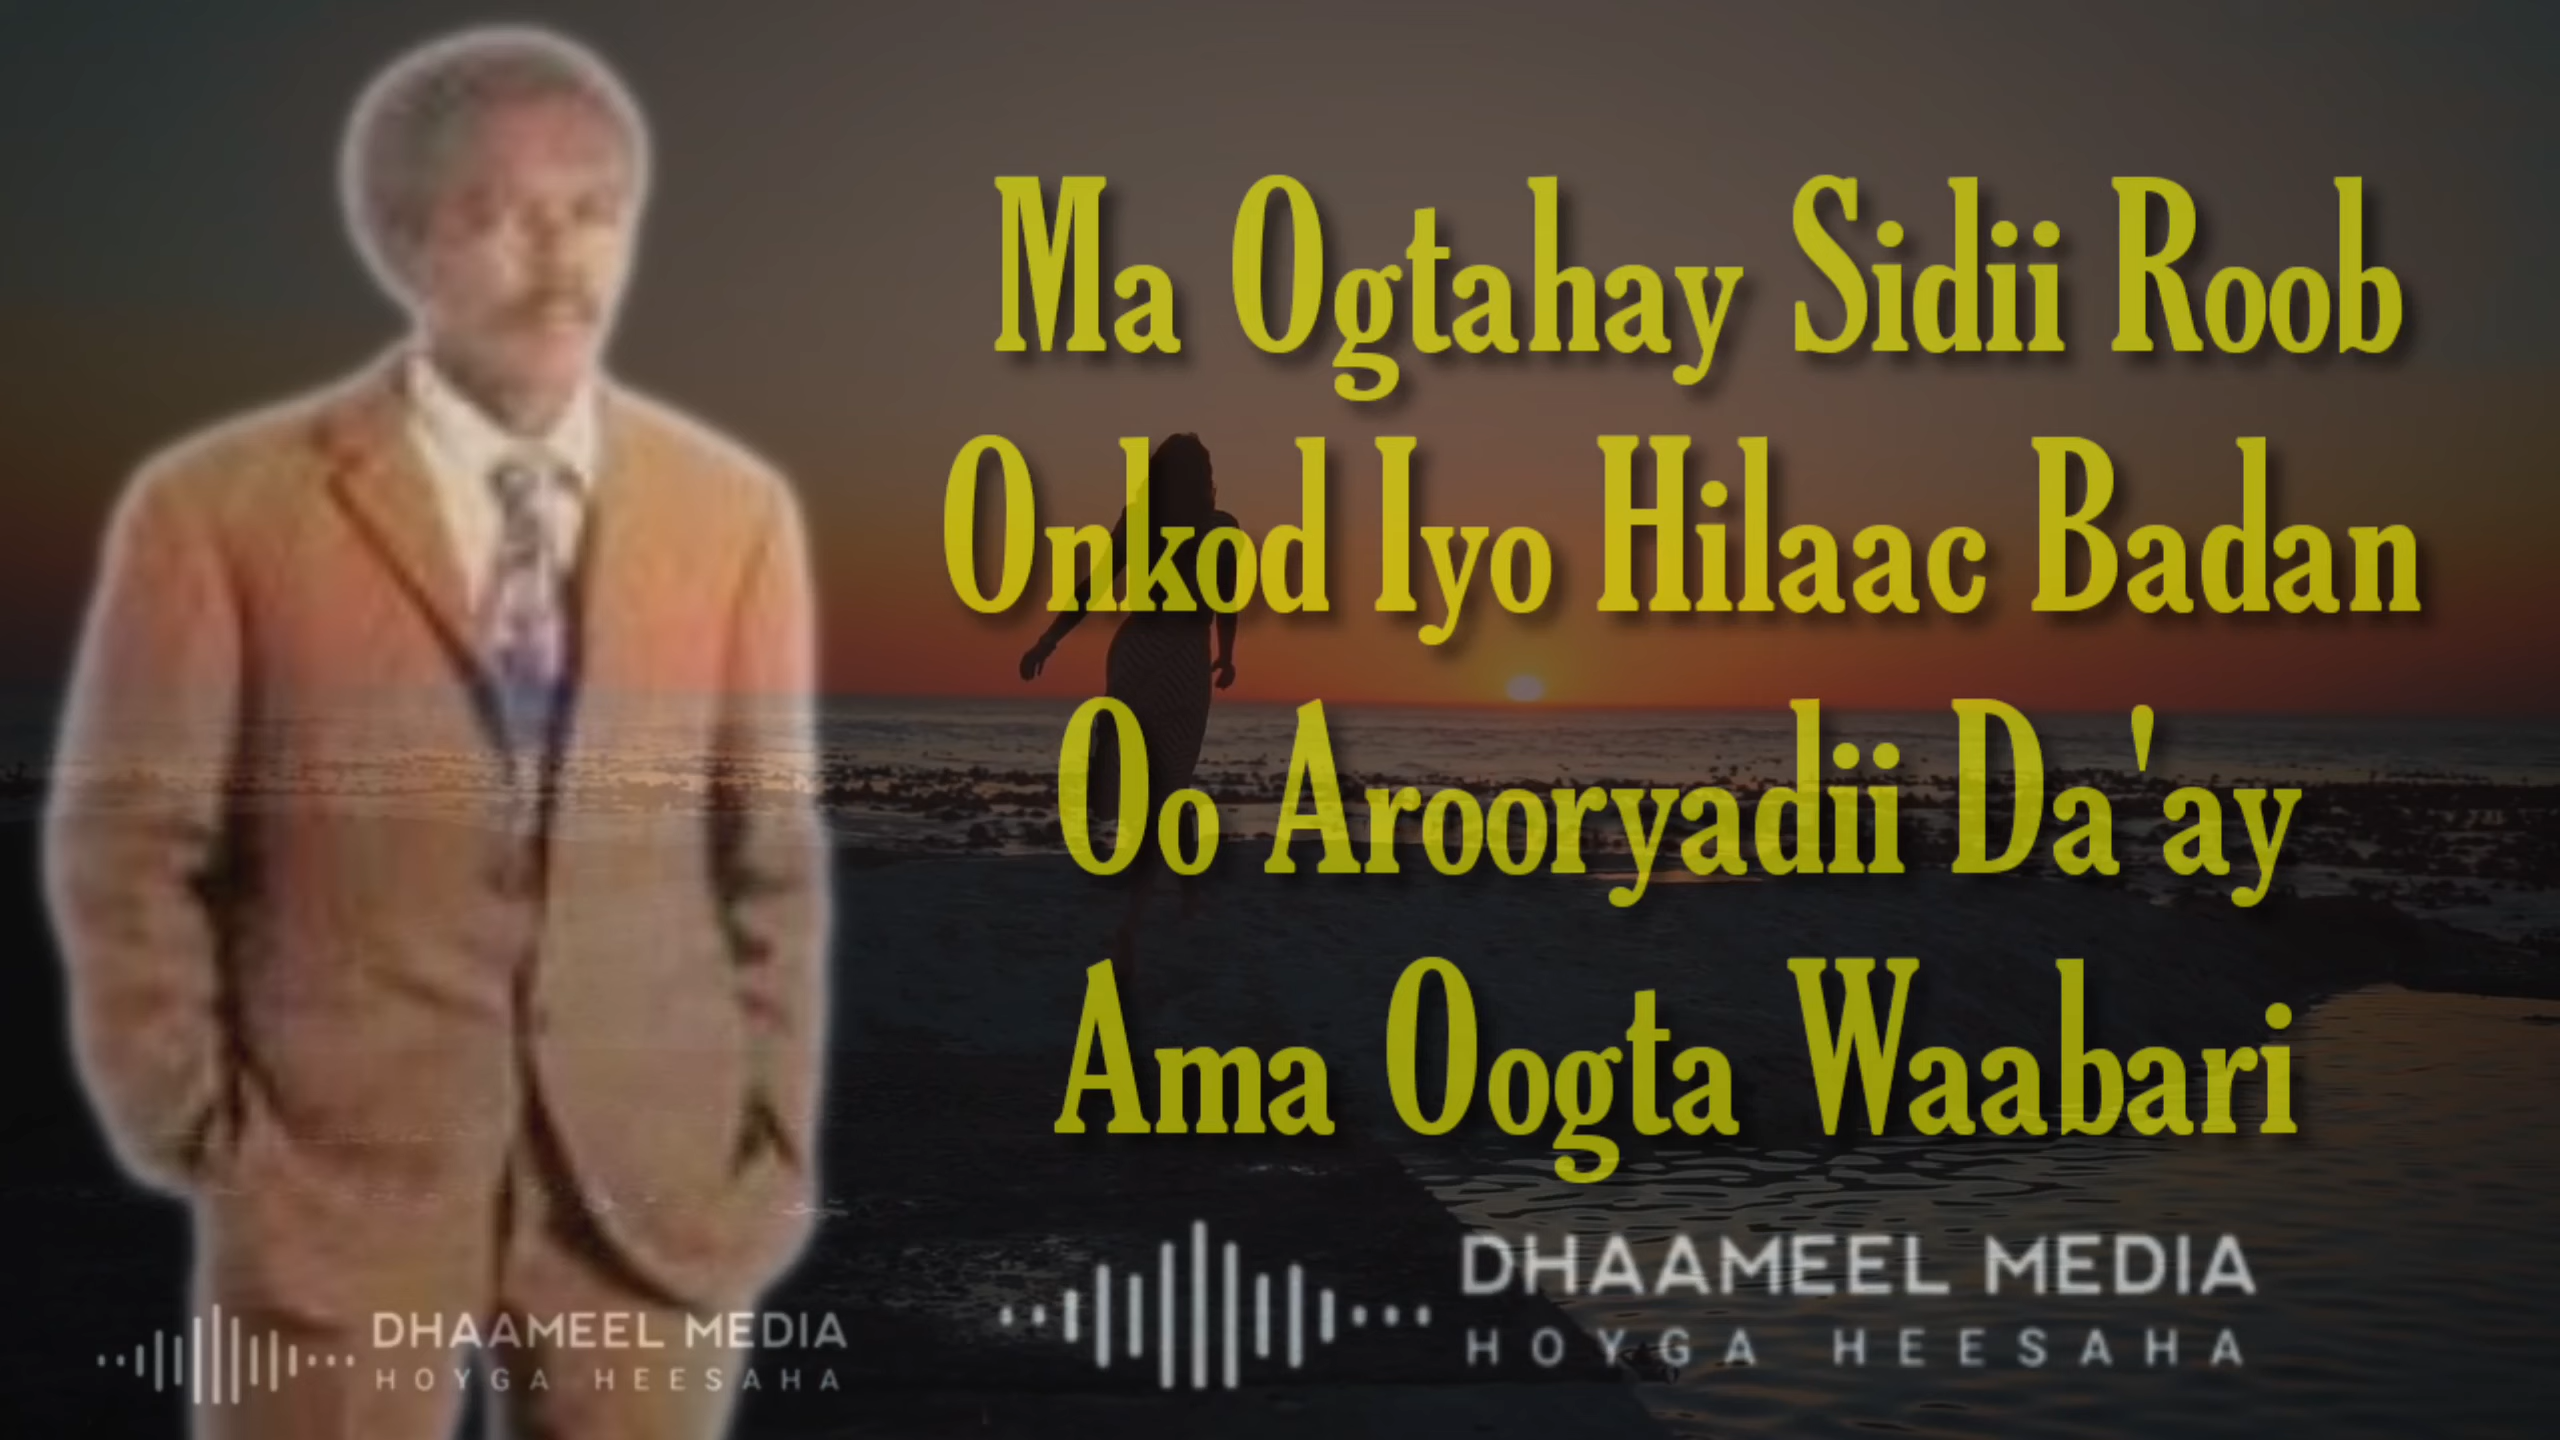 Ma Ogtahay Sidii Roob
Onkod Iyo Hilaac Badan
Oo Arooryadii Da'ay
Ama Oogta Waabari
DHAAMEEL MEDIA
HOYGA HEESAHA
DHAAMEEL MEDIA
HOYGA HEESAHA